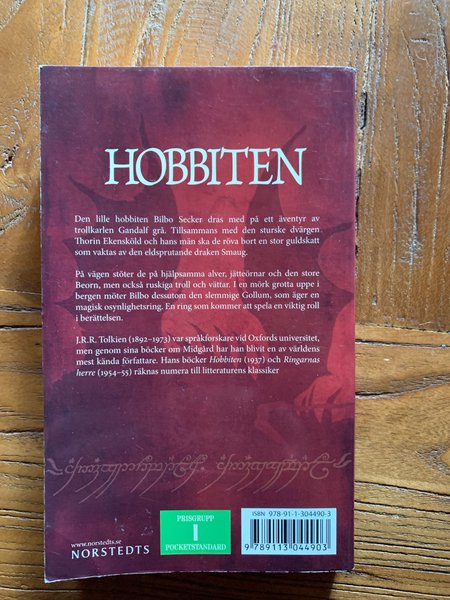 HOBBITEN
Den lille hobbiten Bilbo Secker dras med på ett äventyr av
trollkarlen Gandalf grå. Tillsammans med den sturske dvärgen
Thorin Ekensköld och hans män ska de röva bort en stor guldskatt
som vaktas av den eldsprutande draken Smaug.
På vägen stöter de på hjälpsamma alver, jätteörnar och den store
Beorn, men också ruskiga troll och vättar. I en mörk grotta uppe i
bergen möter Bilbo dessutom den slemmige Gollum, som äger en
magisk osynlighetsring. En ring som kommer att spela en viktig roll
i berättelsen.
J.R.R. Tolkien (1892–1973) var språkforskare vid Oxfords universitet,
men genom sina böcker om Midgård har han blivit en av världens
mest kända författare. Hans böcker Hobbiten (1937) och Ringarnas
herre (1954–55) räknas numera till litteraturens klassiker
www.norstedts.se
NORSTEDTS
PRISGRUPP
I
POCKETSTANDARD
ISBN 978-91-1-304490-3
9 789113 044903